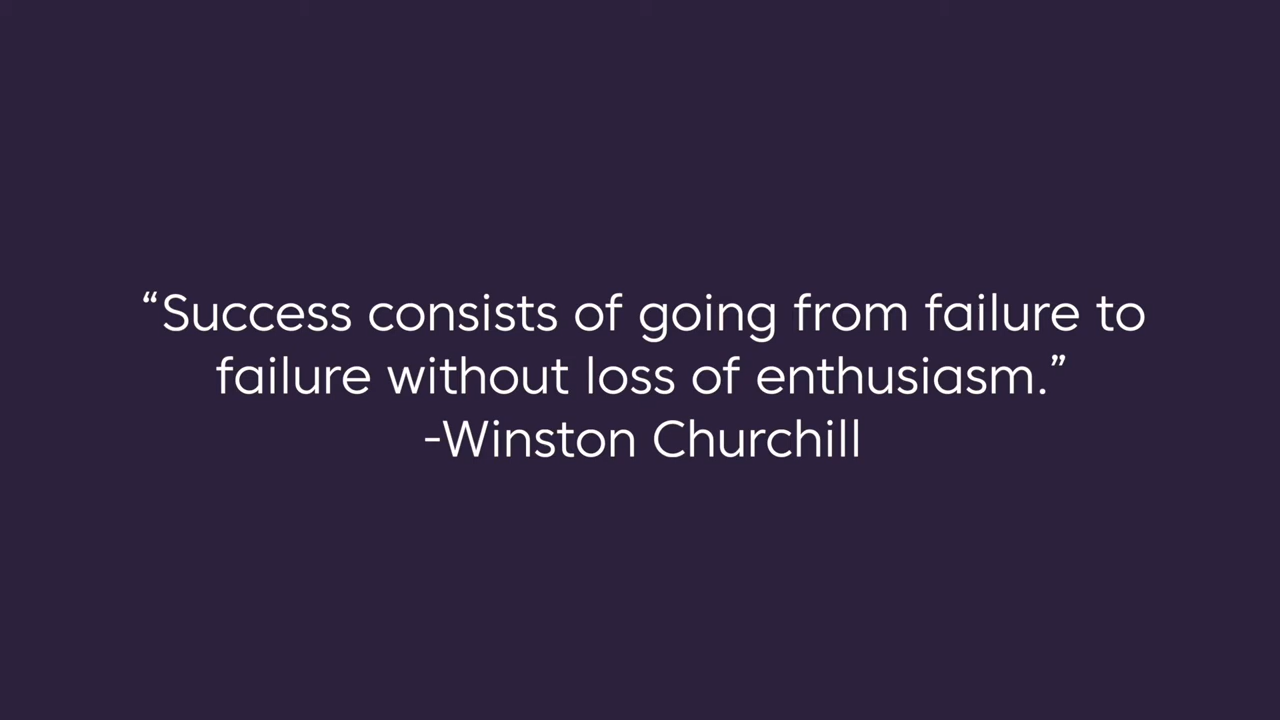 “Success consists of going from failure to
failure without loss of enthusiasm.”
-Winston Churchill